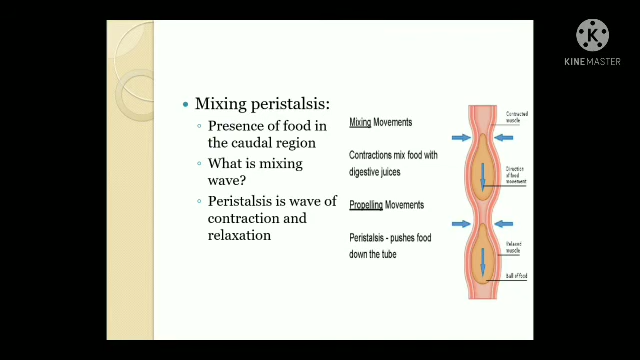 K
KINEMASTER
Mixing peristalsis:
Presence of food in
the caudal region
What is mixing
wave?
Peristalsis is wave of
contraction and
relaxation
Mixing Movements
Contractions mix food with
digestive juices
Propelling Movements
Peristalsis - pushes food
down the tube
Contracted
muscle
Direction
of food
movement
Relaxed
muscle
Ball of food